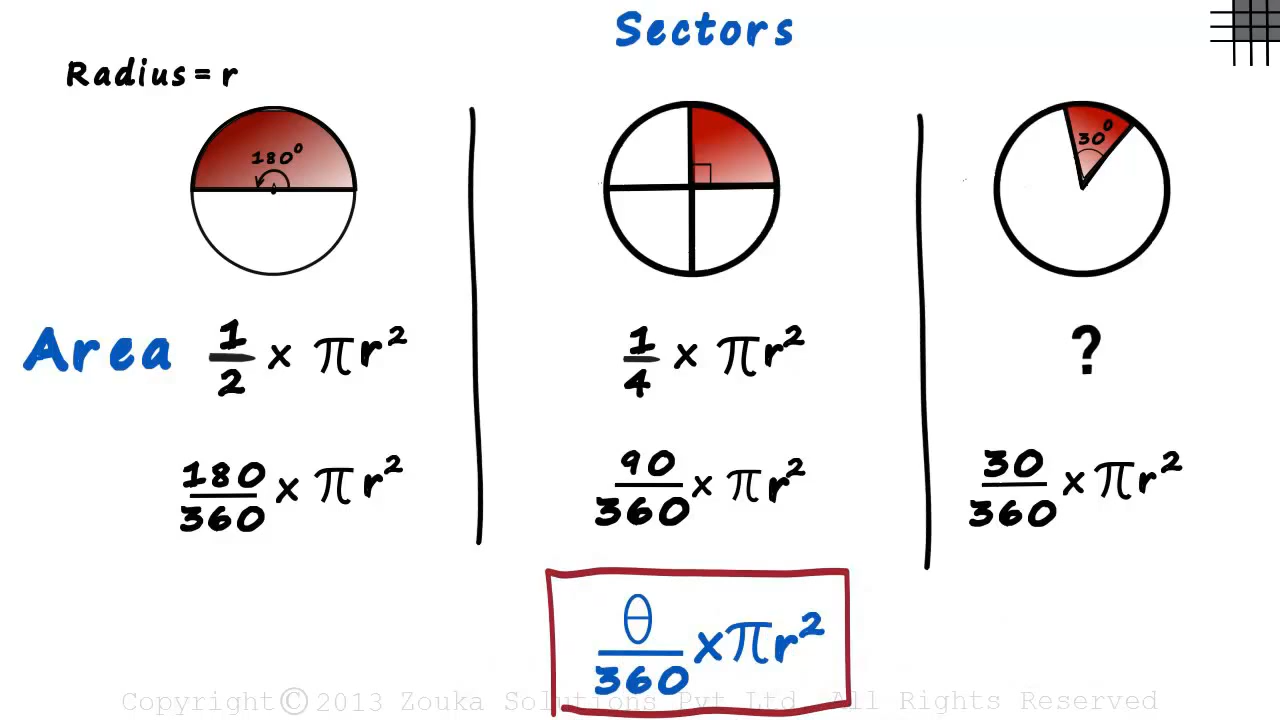 Sectors
Radius = r
180°
30°
Area 1/2 x πr²
1/4 x πr²
?
180/360 x πr²
90/360 x πr²
30/360 x πr²
θ/360 x πr²
Copyright © 2013 Zouka Solutions Pvt Ltd. All Rights Reserved